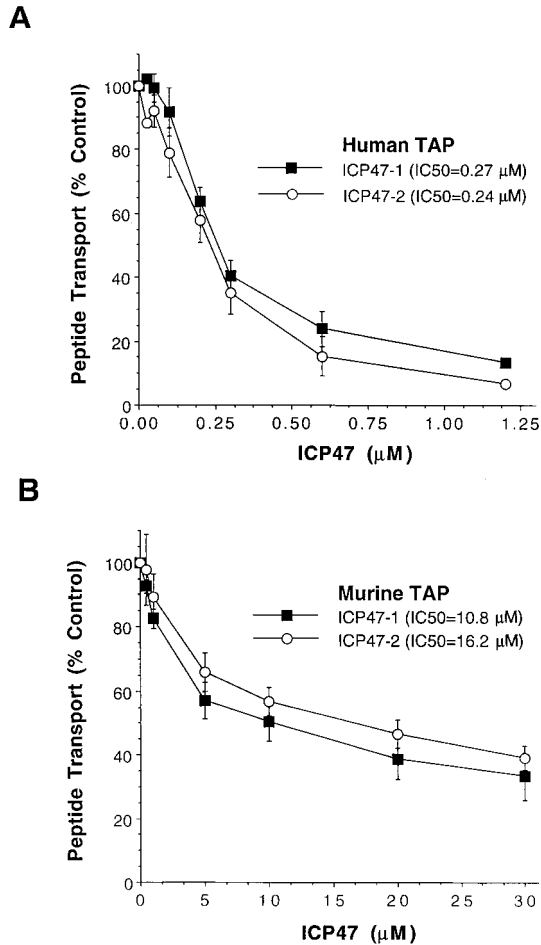 A
Peptide Transport (% Control)
100
80
60
40
20
0
Human TAP
ICP47-1 (IC50=0.27 μM)
ICP47-2 (IC50=0.24 μM)
0.00 0.25 0.50 0.75 1.00 1.25
ICP47 (μM)
B
Peptide Transport (% Control)
100
80
60
40
20
0
Murine TAP
ICP47-1 (IC50=10.8 μM)
ICP47-2 (IC50=16.2 μM)
0 5 10 15 20 25 30
ICP47 (μM)